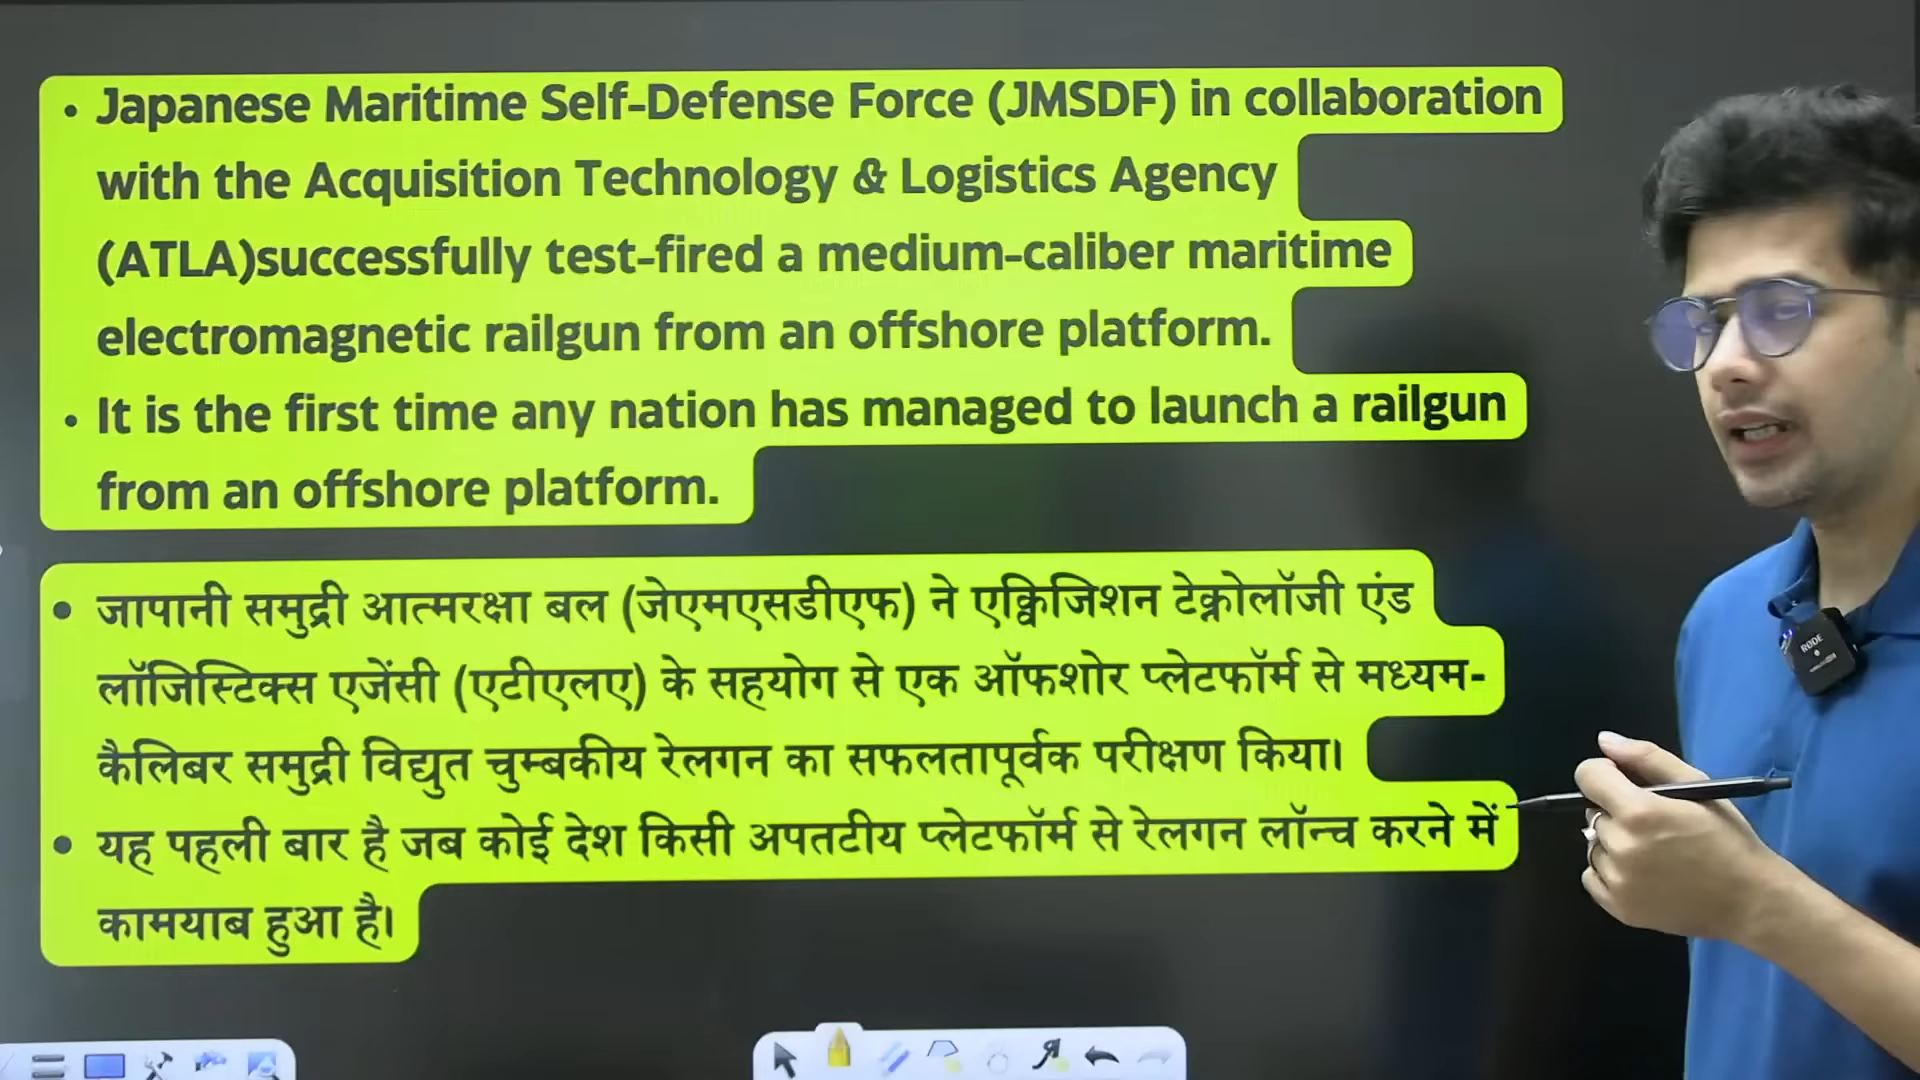 • Japanese Maritime Self-Defense Force (JMSDF) in collaboration
with the Acquisition Technology & Logistics Agency
(ATLA)successfully test-fired a medium-caliber maritime
electromagnetic railgun from an offshore platform.
• It is the first time any nation has managed to launch a railgun
from an offshore platform.
• जापानी समुद्री आत्मरक्षा बल (जेएमएसडीएफ) ने एक्विजिशन टेक्नोलॉजी एंड
लॉजिस्टिक्स एजेंसी (एटीएलए) के सहयोग से एक ऑफशोर प्लेटफॉर्म से मध्यम-
कैलिबर समुद्री विद्युत चुम्बकीय रेलगन का सफलतापूर्वक परीक्षण किया।
• यह पहली बार है जब कोई देश किसी अपतटीय प्लेटफॉर्म से रेलगन लॉन्च करने में
कामयाब हुआ है।
RODE